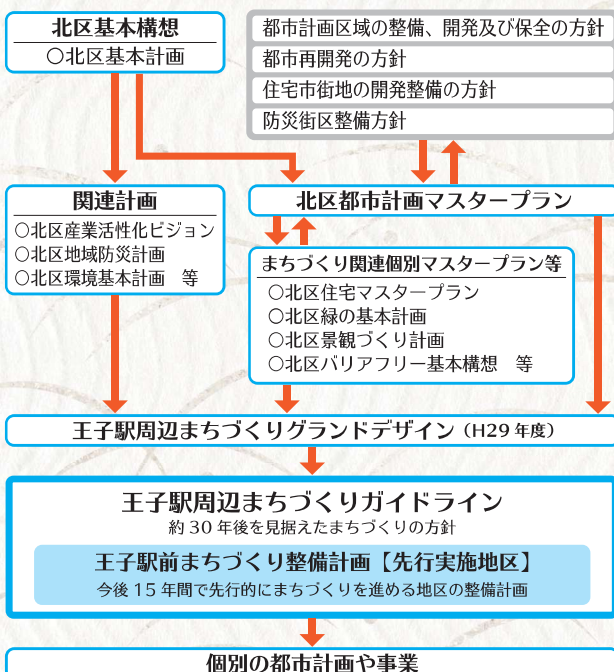 北区基本構想
○北区基本計画
都市計画区域の整備、開発及び保全の方針
都市再開発の方針
住宅市街地の開発整備の方針
防災街区整備方針
関連計画
○北区産業活性化ビジョン
○北区地域防災計画
○北区環境基本計画　等
北区都市計画マスタープラン
まちづくり関連個別マスタープラン等
○北区住宅マスタープラン
○北区緑の基本計画
○北区景観づくり計画
○北区バリアフリー基本構想　等
王子駅周辺まちづくりグランドデザイン（H29年度）
王子駅周辺まちづくりガイドライン
約30年後を見据えたまちづくりの方針
王子駅前まちづくり整備計画【先行実施地区】
今後15年間で先行的にまちづくりを進める地区の整備計画
個別の都市計画や事業